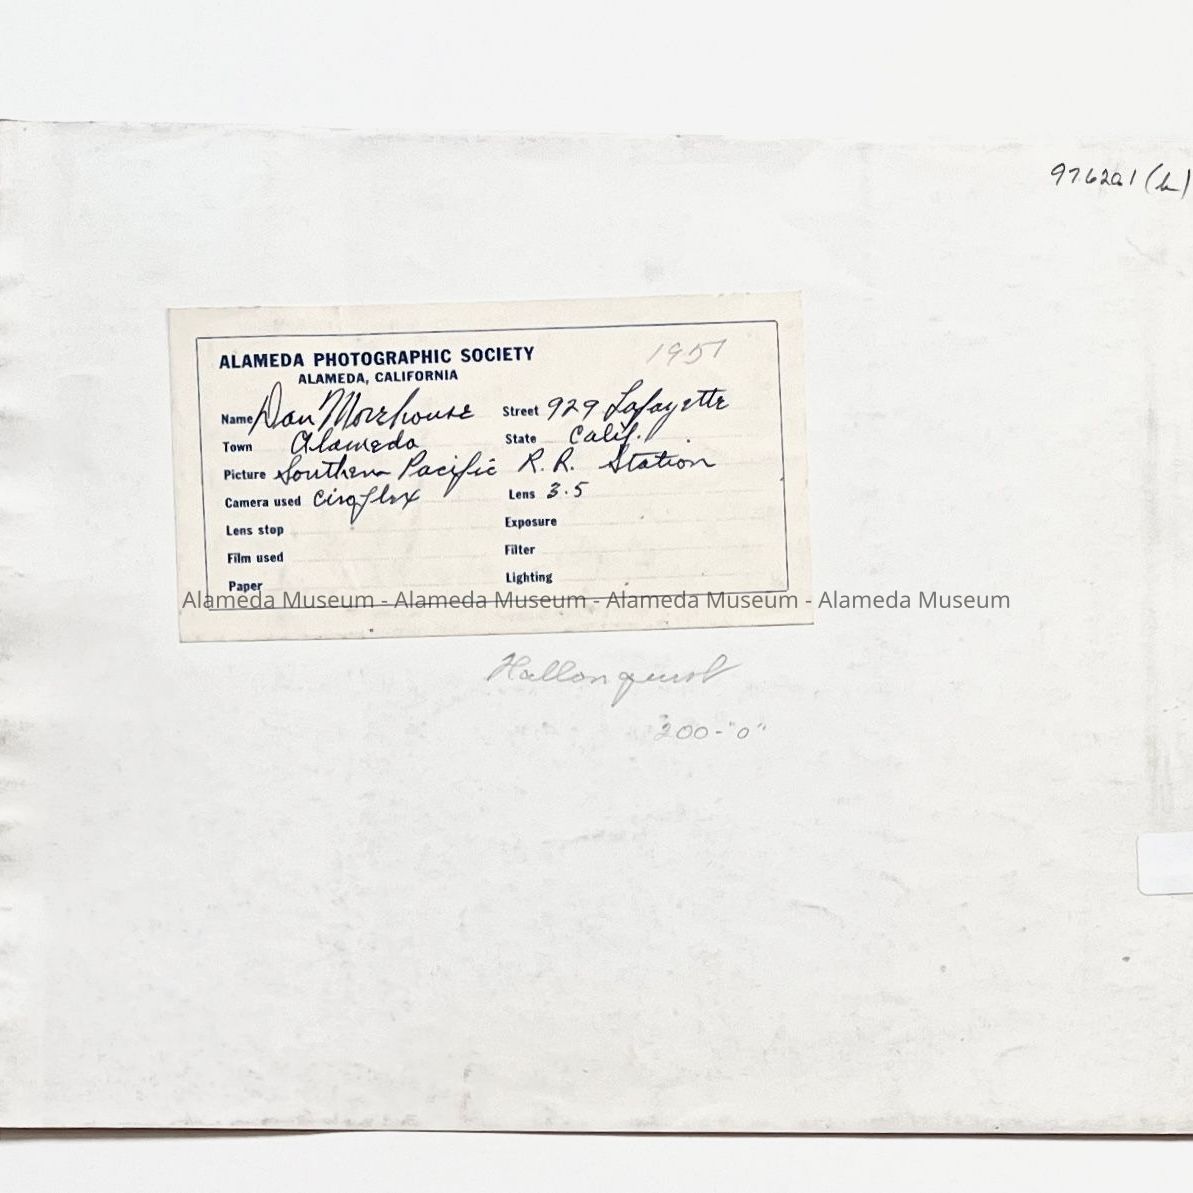 976201 (b)
ALAMEDA PHOTOGRAPHIC SOCIETY
1951
ALAMEDA, CALIFORNIA
Name Dan Morehouse Street 929 Lafayette
Town Alameda State Calif.
Picture Southern Pacific R.R. Station
Camera used Ciroflex Lens 3.5
Lens stop Exposure
Film used Filter
Paper Lighting
Alameda Museum - Alameda Museum - Alameda Museum - Alameda Museum
Hallonquist
200-"0"